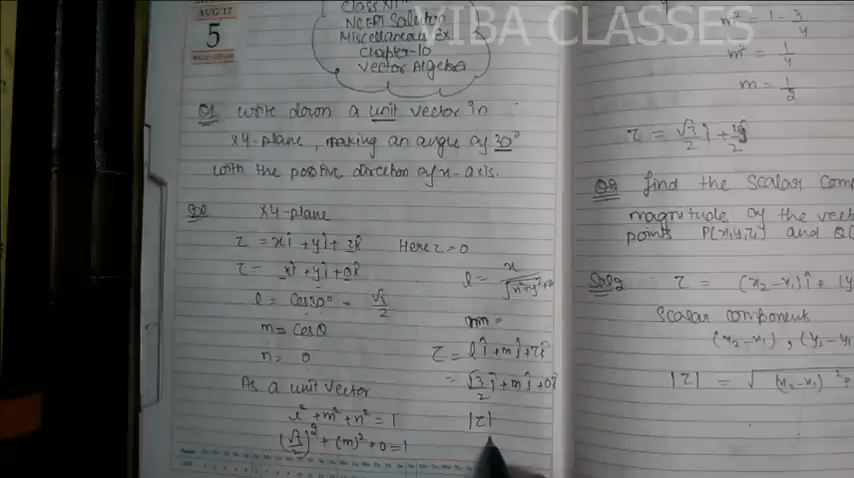 AUG'17
5
Class XII
NCERT Solution
Miscellaneous Ex
Chapter-10
Vector Algebra
VIBA CLASSES
Q1 write down a unit vector in
XY-plane, making an angle of 30°
with the positive direction of x-axis.
Sol XY-plane
r = xî + yĵ + zk̂ Here z=0
r = xî + yĵ + 0k̂
l = Cos30° = √3/2
m = Cosθ
n = 0
As a unit vector
l² + m² + n² = 1
(√3/2)² + (m)² + 0 = 1
l = x/√x²+y²+z²
m =
r = lî + mĵ + nk̂
= √3/2 î + mĵ + 0k̂
|r|
m² = 1 - 3/4
m² = 1/4
m = 1/2
r = √3/2 î + 1/2 ĵ
Q2 find the Scalar Com
magnitude of the vect
points P(x,y,z) and Q(
Sol2 r = (x₂-x₁)î + (y
Scalar component
(x₂-x₁), (y₂-y₁
|r| = √(x₂-x₁)²+